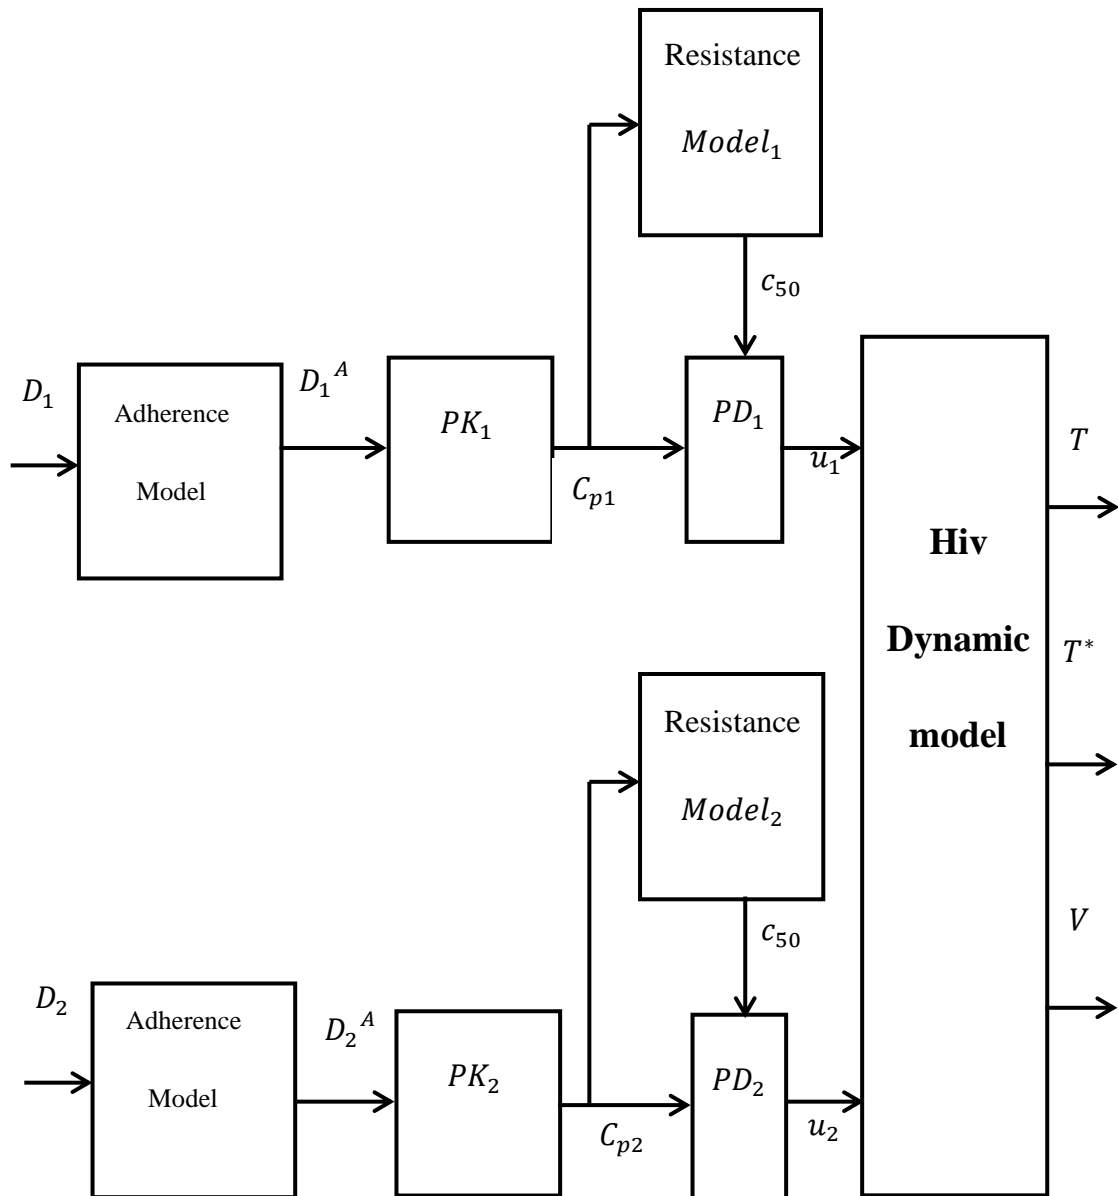 Resistance
Model₁
c₅₀
D₁
Adherence
Model
D₁ᴬ
PK₁
Cₚ₁
PD₁
u₁
Hiv
Dynamic
model
T
T*
V
Resistance
Model₂
c₅₀
D₂
Adherence
Model
D₂ᴬ
PK₂
Cₚ₂
PD₂
u₂